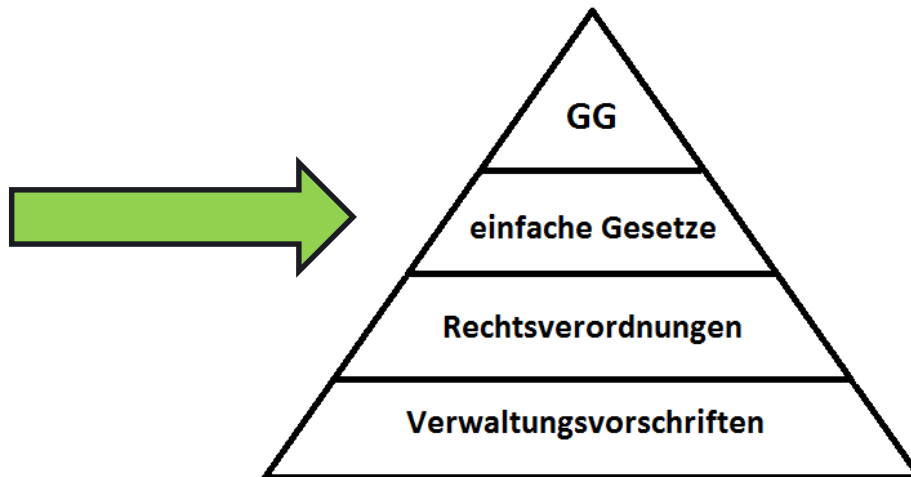 GG
einfache Gesetze
Rechtsverordnungen
Verwaltungsvorschriften